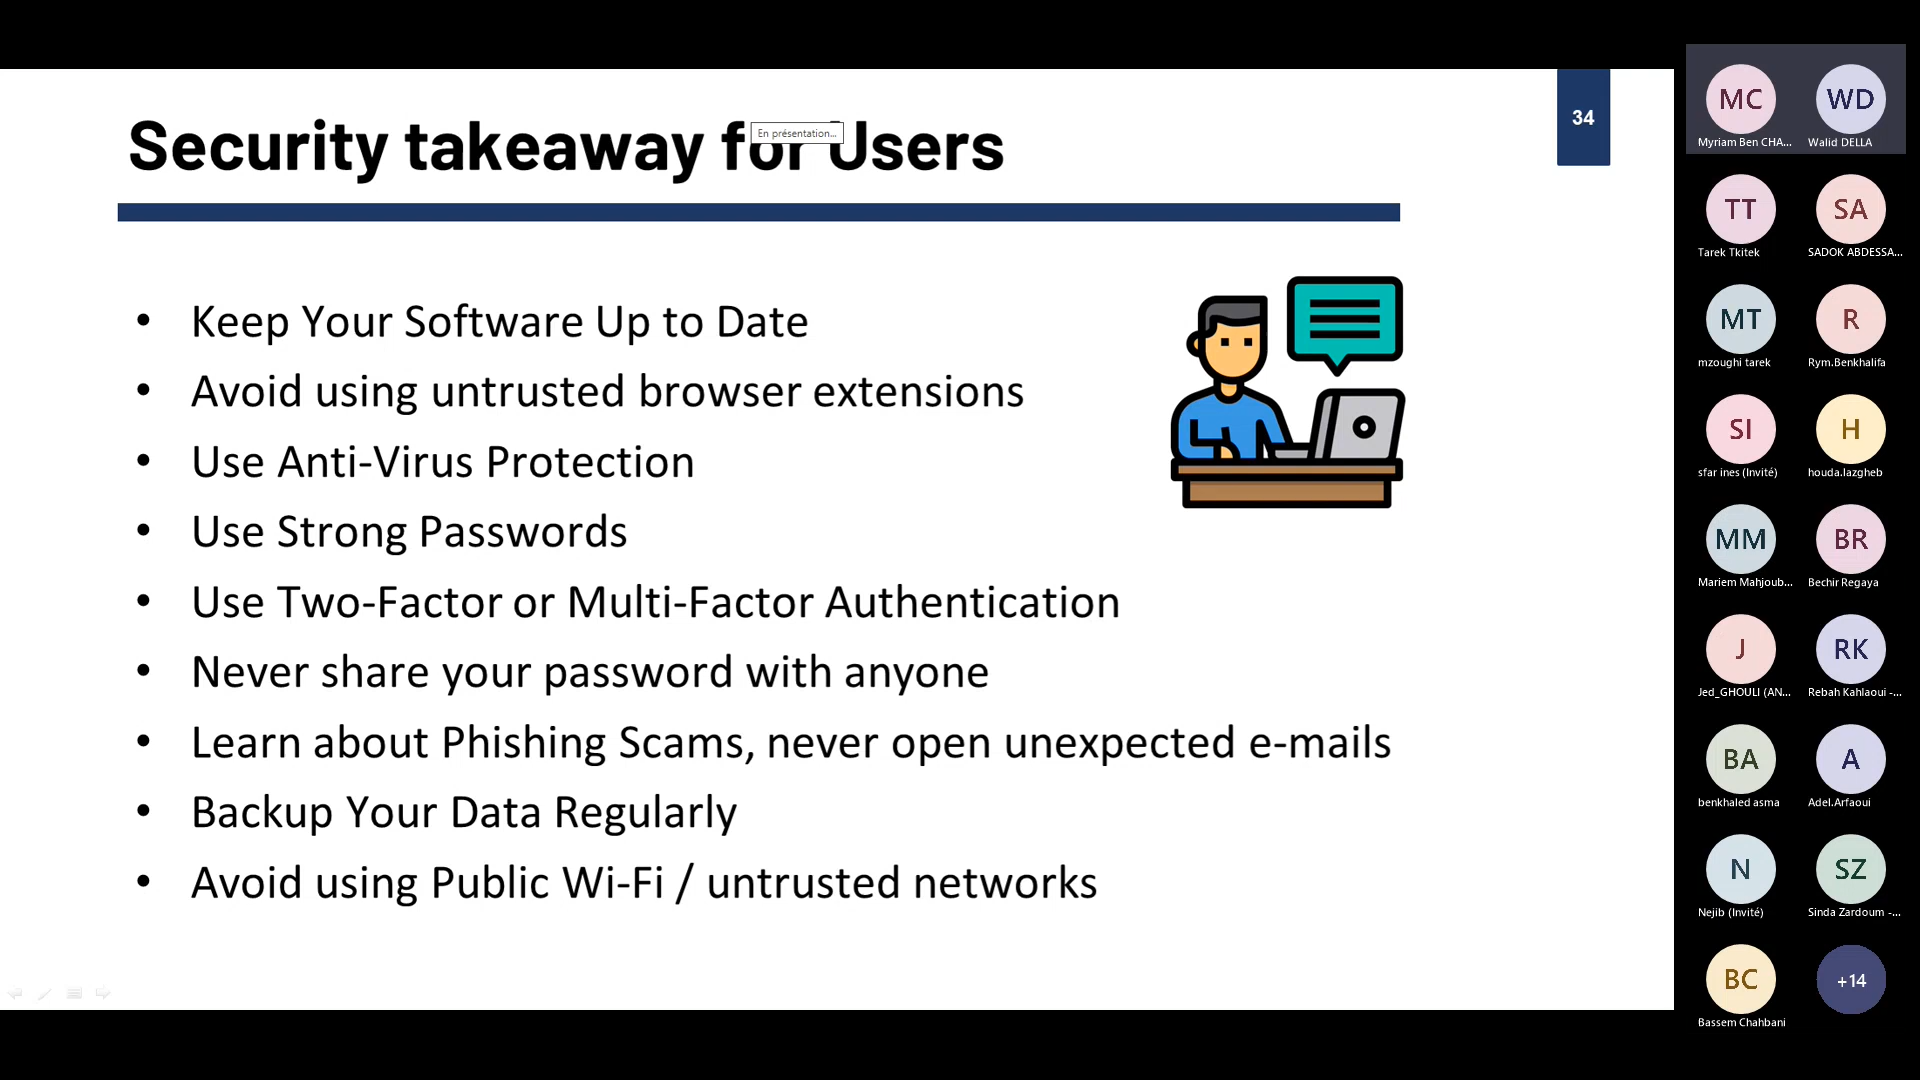 Security takeaway for Users
En présentation...
34
• Keep Your Software Up to Date
• Avoid using untrusted browser extensions
• Use Anti-Virus Protection
• Use Strong Passwords
• Use Two-Factor or Multi-Factor Authentication
• Never share your password with anyone
• Learn about Phishing Scams, never open unexpected e-mails
• Backup Your Data Regularly
• Avoid using Public Wi-Fi / untrusted networks
MC
Myriam Ben CHA...
WD
Walid DELLA
TT
Tarek Tkitek
SA
SADOK ABDESSA...
MT
mzoughi tarek
R
Rym.Benkhalifa
SI
sfar ines (Invité)
H
houda.lazgheb
MM
Mariem Mahjoub...
BR
Bechir Regaya
J
Jed_GHOULI (AN...
RK
Rebah Kahlaoui -...
BA
benkhaled asma
A
Adel.Arfaoui
N
Nejib (Invité)
SZ
Sinda Zardoum -...
BC
Bassem Chahbani
+14